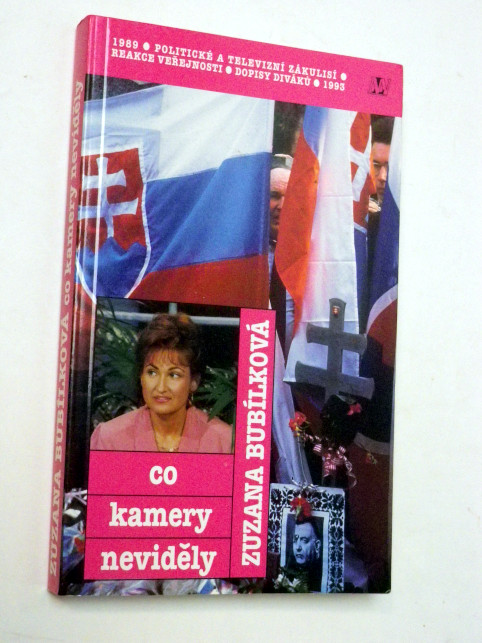 1989 ● POLITICKÉ A TELEVIZNÍ ZÁKULISÍ ●
REAKCE VEŘEJNOSTI ● DOPISY DIVÁKŮ ● 1993
ZUZANA BUBÍLKOVÁ co kamery neviděly
ZUZANA BUBÍLKOVÁ
co
kamery
neviděly